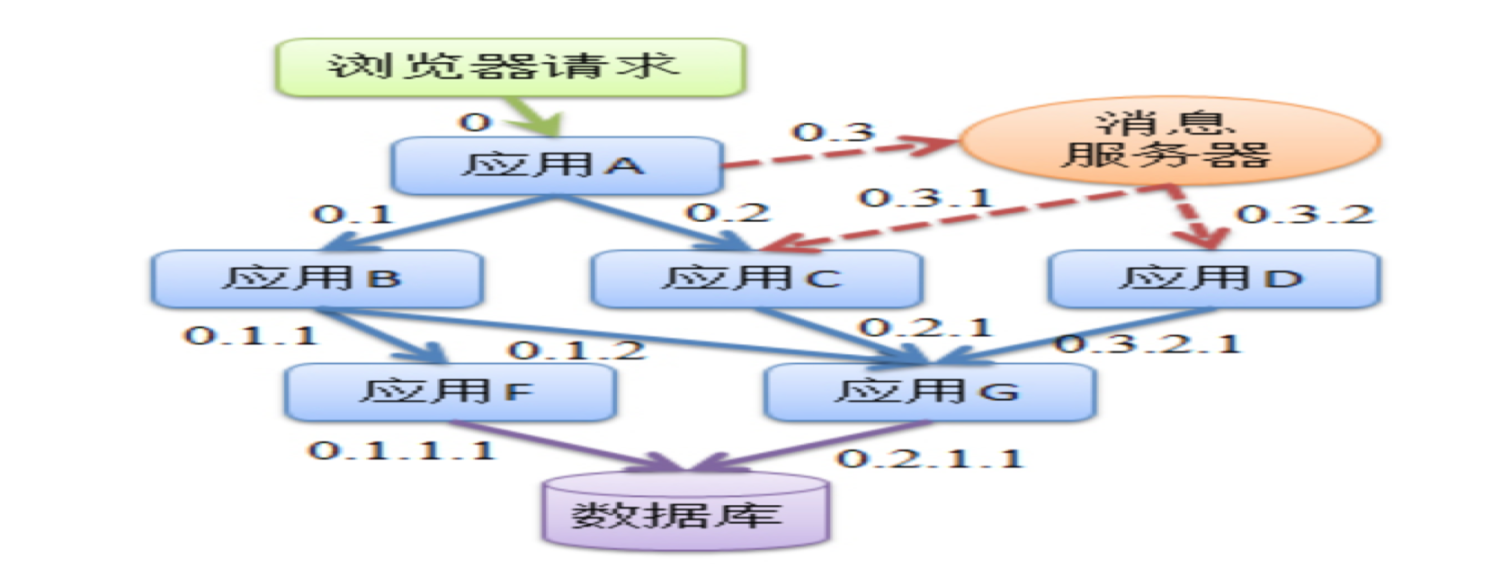 浏览器请求
0
应用A
0.3
消息
服务器
0.1
0.2
0.3.1
0.3.2
应用B
应用C
应用D
0.1.1
0.1.2
0.2.1
0.3.2.1
应用F
应用G
0.1.1.1
0.2.1.1
数据库